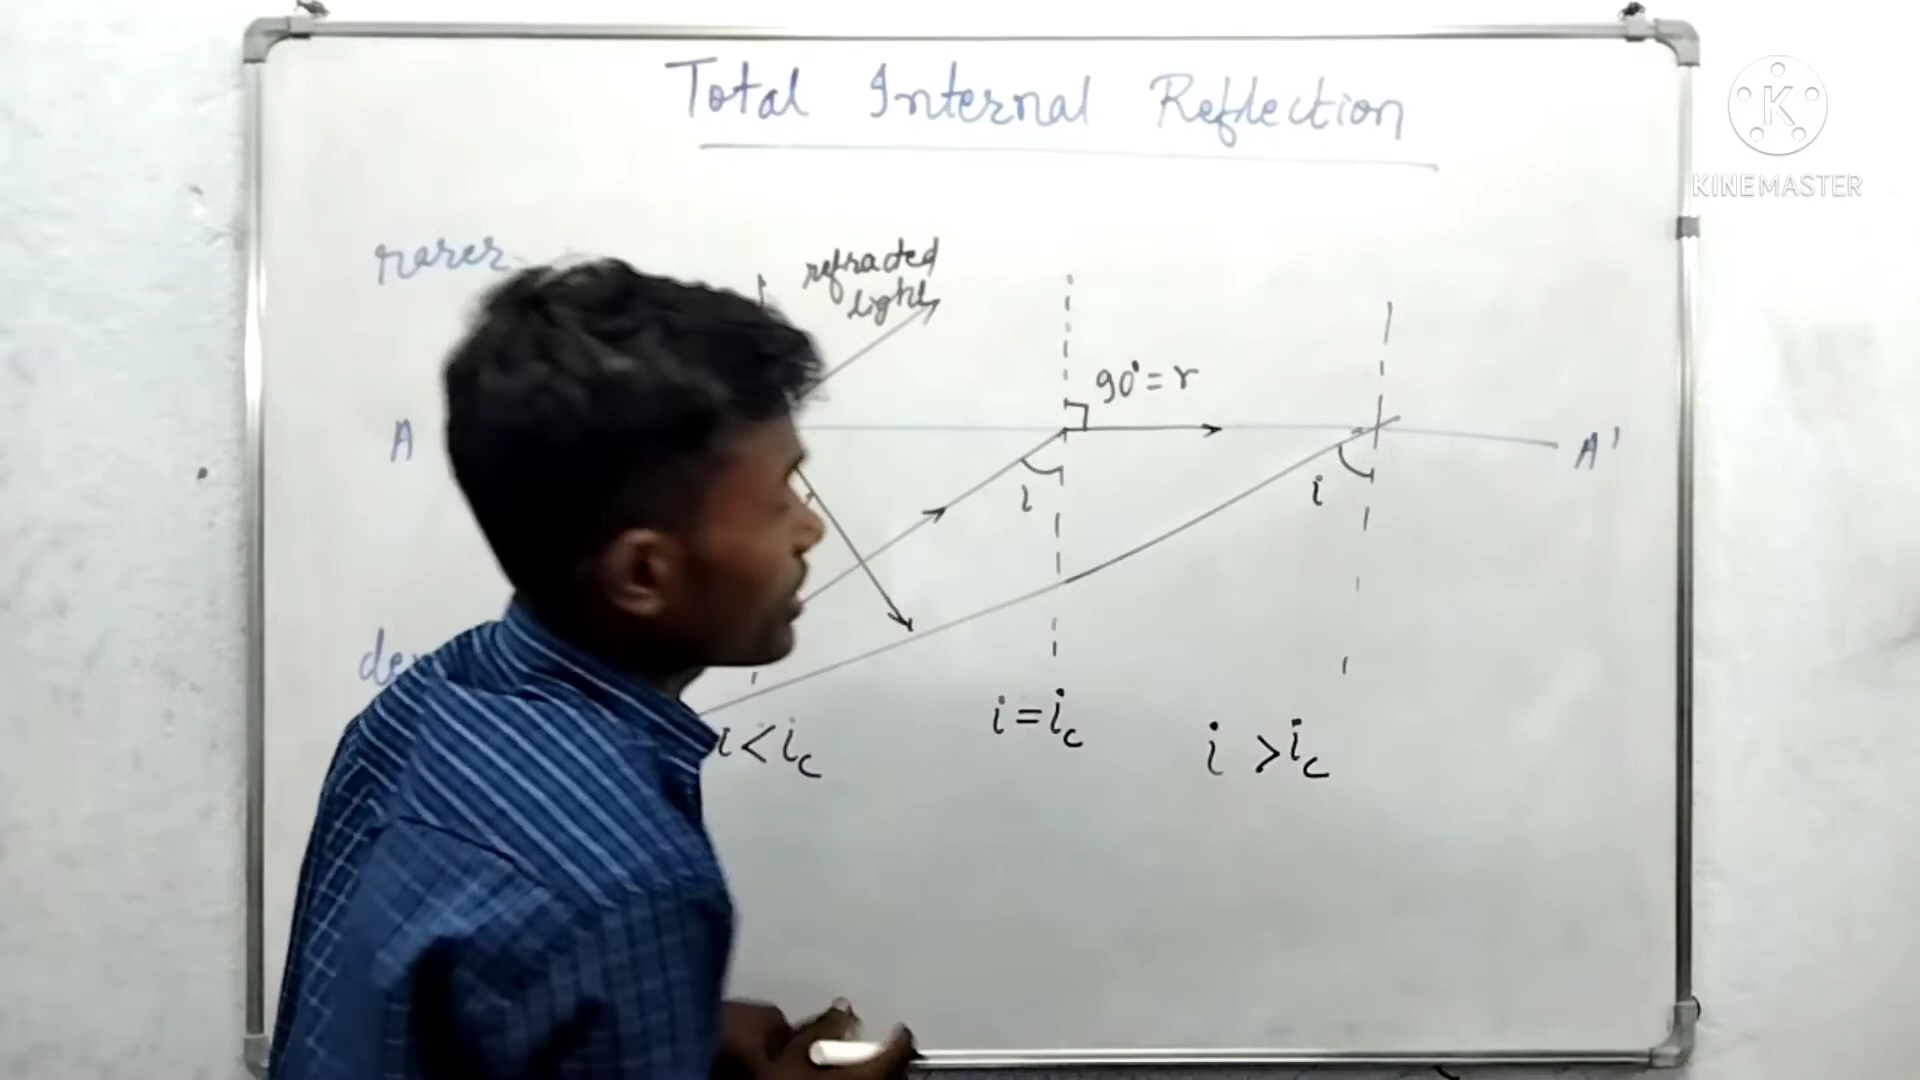 Total Internal Reflection
K
KINEMASTER
rarer
refracted
light
90° = r
A
A'
i
i
i < ic
i = ic
i > ic